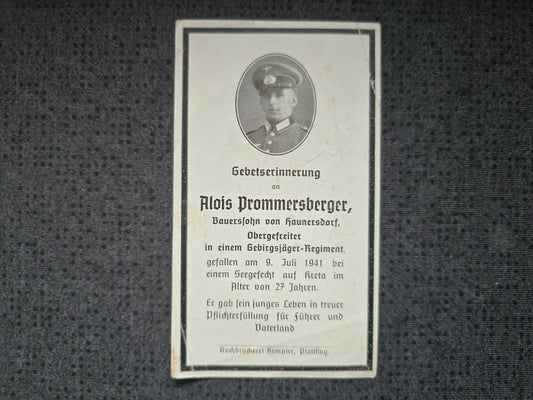 Gebetserinnerung
an
Alois Prommersberger,
Bauerssohn von Haunersdorf,
Obergefreiter
in einem Gebirgsjäger-Regiment,
gefallen am 9. Juli 1941 bei
einem Seegefecht auf Kreta im
Alter von 27 Jahren.
Er gab sein junges Leben in treuer
Pflichterfüllung für Führer und
Vaterland
Buchdruckerei Kempter, Plattling.